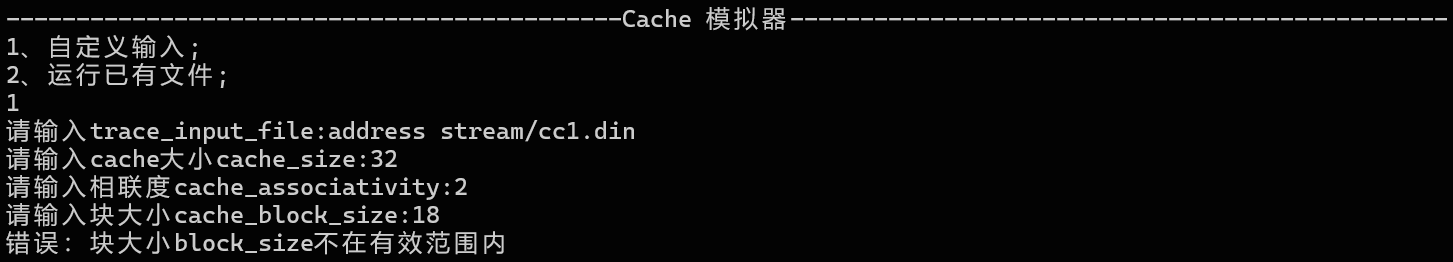 --------------------------------------------Cache 模拟器-----------------------------------------------
1、自定义输入;
2、运行已有文件;
1
请输入trace_input_file:address stream/cc1.din
请输入cache大小cache_size:32
请输入相联度cache_associativity:2
请输入块大小cache_block_size:18
错误: 块大小block_size不在有效范围内